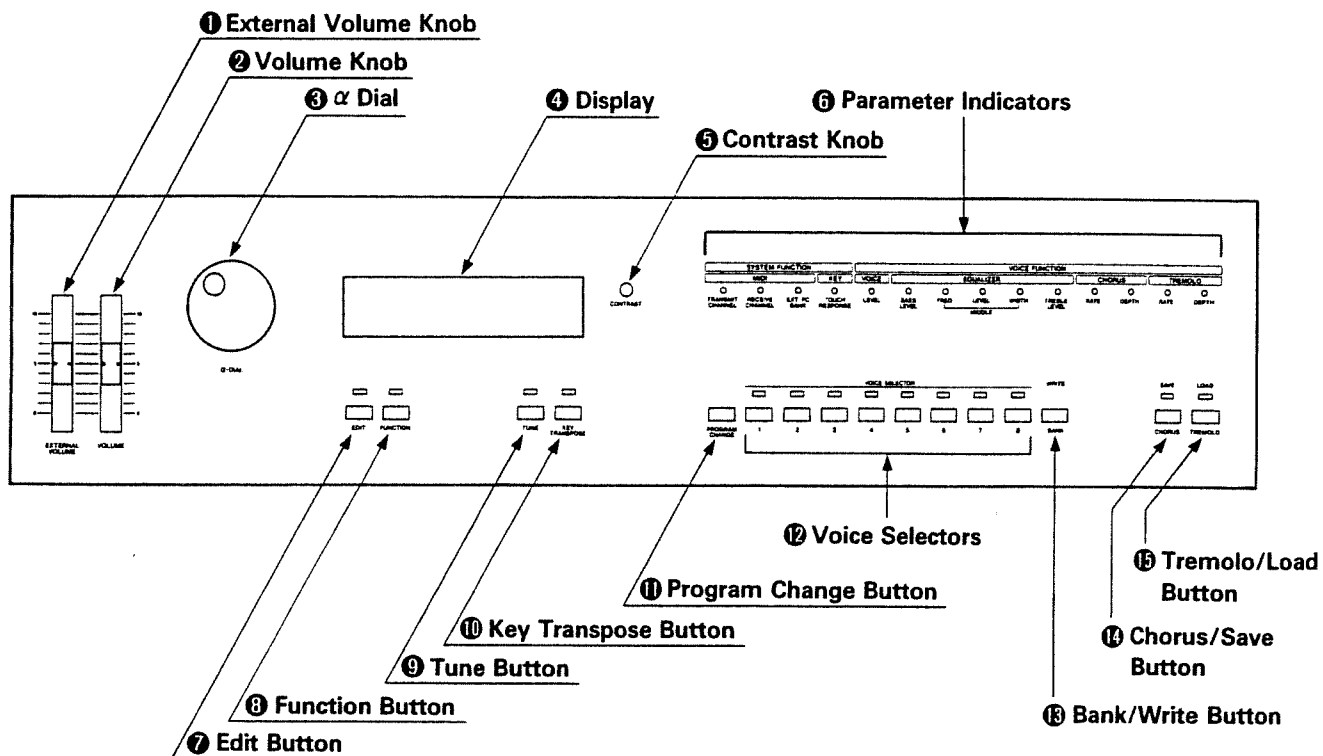 ❶ External Volume Knob
❷ Volume Knob
❸ α Dial
❹ Display
❺ Contrast Knob
❻ Parameter Indicators
SYSTEM FUNCTION VOICE FUNCTION
MIDI KEY VOICE EQUALIZER CHORUS TREMOLO
TRANSMIT CHANNEL RECEIVE CHANNEL EXT. PC BANK TOUCH RESPONSE LEVEL BASS LEVEL FREQ LEVEL WIDTH TREBLE LEVEL RATE DEPTH RATE DEPTH
MIDDLE
CONTRAST
α-DIAL
VOICE SELECTOR WRITE SAVE LOAD
EDIT FUNCTION TUNE KEY TRANSPOSE
PROGRAM CHANGE 1 2 3 4 5 6 7 8 BANK CHORUS TREMOLO
EXTERNAL VOLUME VOLUME
⓬ Voice Selectors
⓯ Tremolo/Load
Button
⓫ Program Change Button
❿ Key Transpose Button
⓮ Chorus/Save
Button
❾ Tune Button
❽ Function Button
⓭ Bank/Write Button
❼ Edit Button